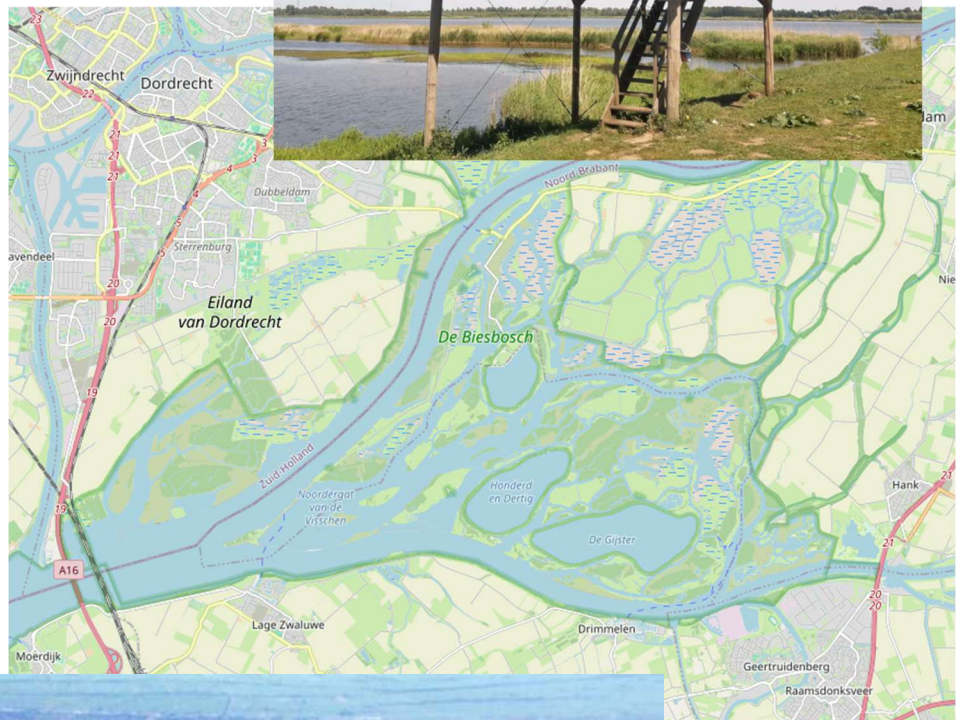 23
Zwijndrecht
Dordrecht
22
21
21
21
3
3
4
4
5
5
Dubbeldam
Noord-Brabant
avendeel
Sterrenburg
20
20
Eiland
van Dordrecht
De Biesbosch
Nie
19
19
Zuid-Holland
Noordergat
van de
Visschen
Honderd
en Dertig
De Gijster
Hank
21
21
A16
20
20
Lage Zwaluwe
Drimmelen
Moerdijk
Geertruidenberg
Raamsdonksveer